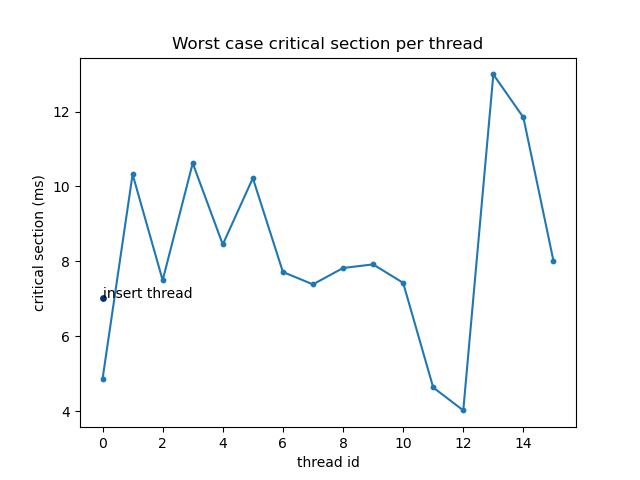 Worst case critical section per thread
critical section (ms)
12
10
8
6
4
insert thread
0 2 4 6 8 10 12 14
thread id